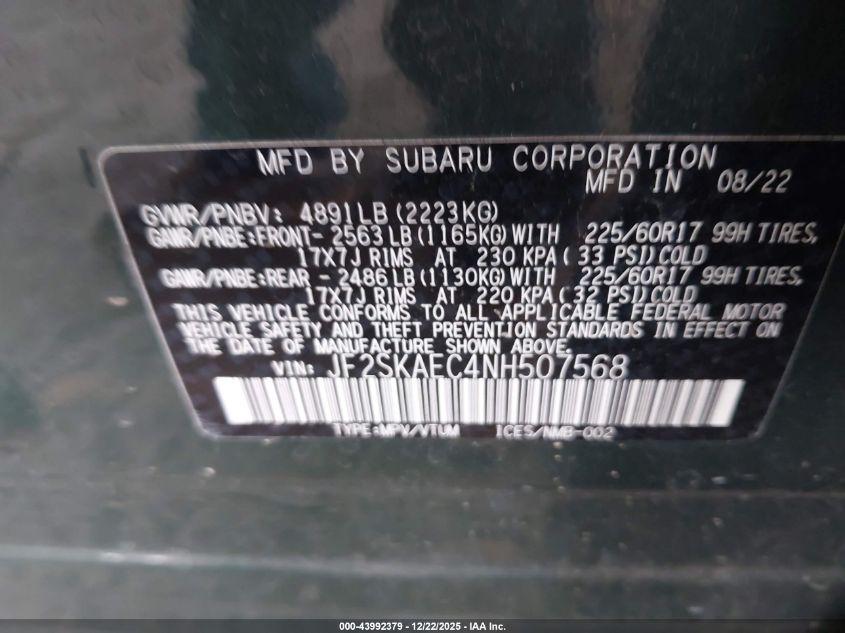 MFD BY SUBARU CORPORATION
MFD IN 08/22
GVWR/PNBV: 4891LB(2223KG)
GAWR/PNBE:FRONT- 2563LB(1165KG)WITH 225/60R17 99H TIRES,
17X7J RIMS AT 230 KPA( 33 PSI)COLD
GAWR/PNBE:REAR - 2486LB(1130KG)WITH 225/60R17 99H TIRES,
17X7J RIMS AT 220 KPA( 32 PSI)COLD
THIS VEHICLE CONFORMS TO ALL APPLICABLE FEDERAL MOTOR
VEHICLE SAFETY AND THEFT PREVENTION STANDARDS IN EFFECT ON
THE DATE OF MANUFACTURE SHOWN ABOVE.
VIN: JF2SKAEC4NH507568
TYPE:MPV/VTUM ICES/NMB-002
000-43992379 - 12/22/2025 - IAA Inc.